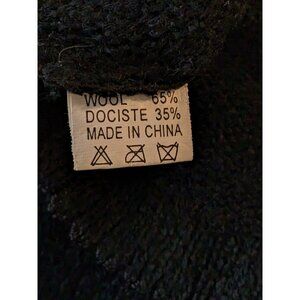 WOOL 65%
DOCISTE 35%
MADE IN CHINA